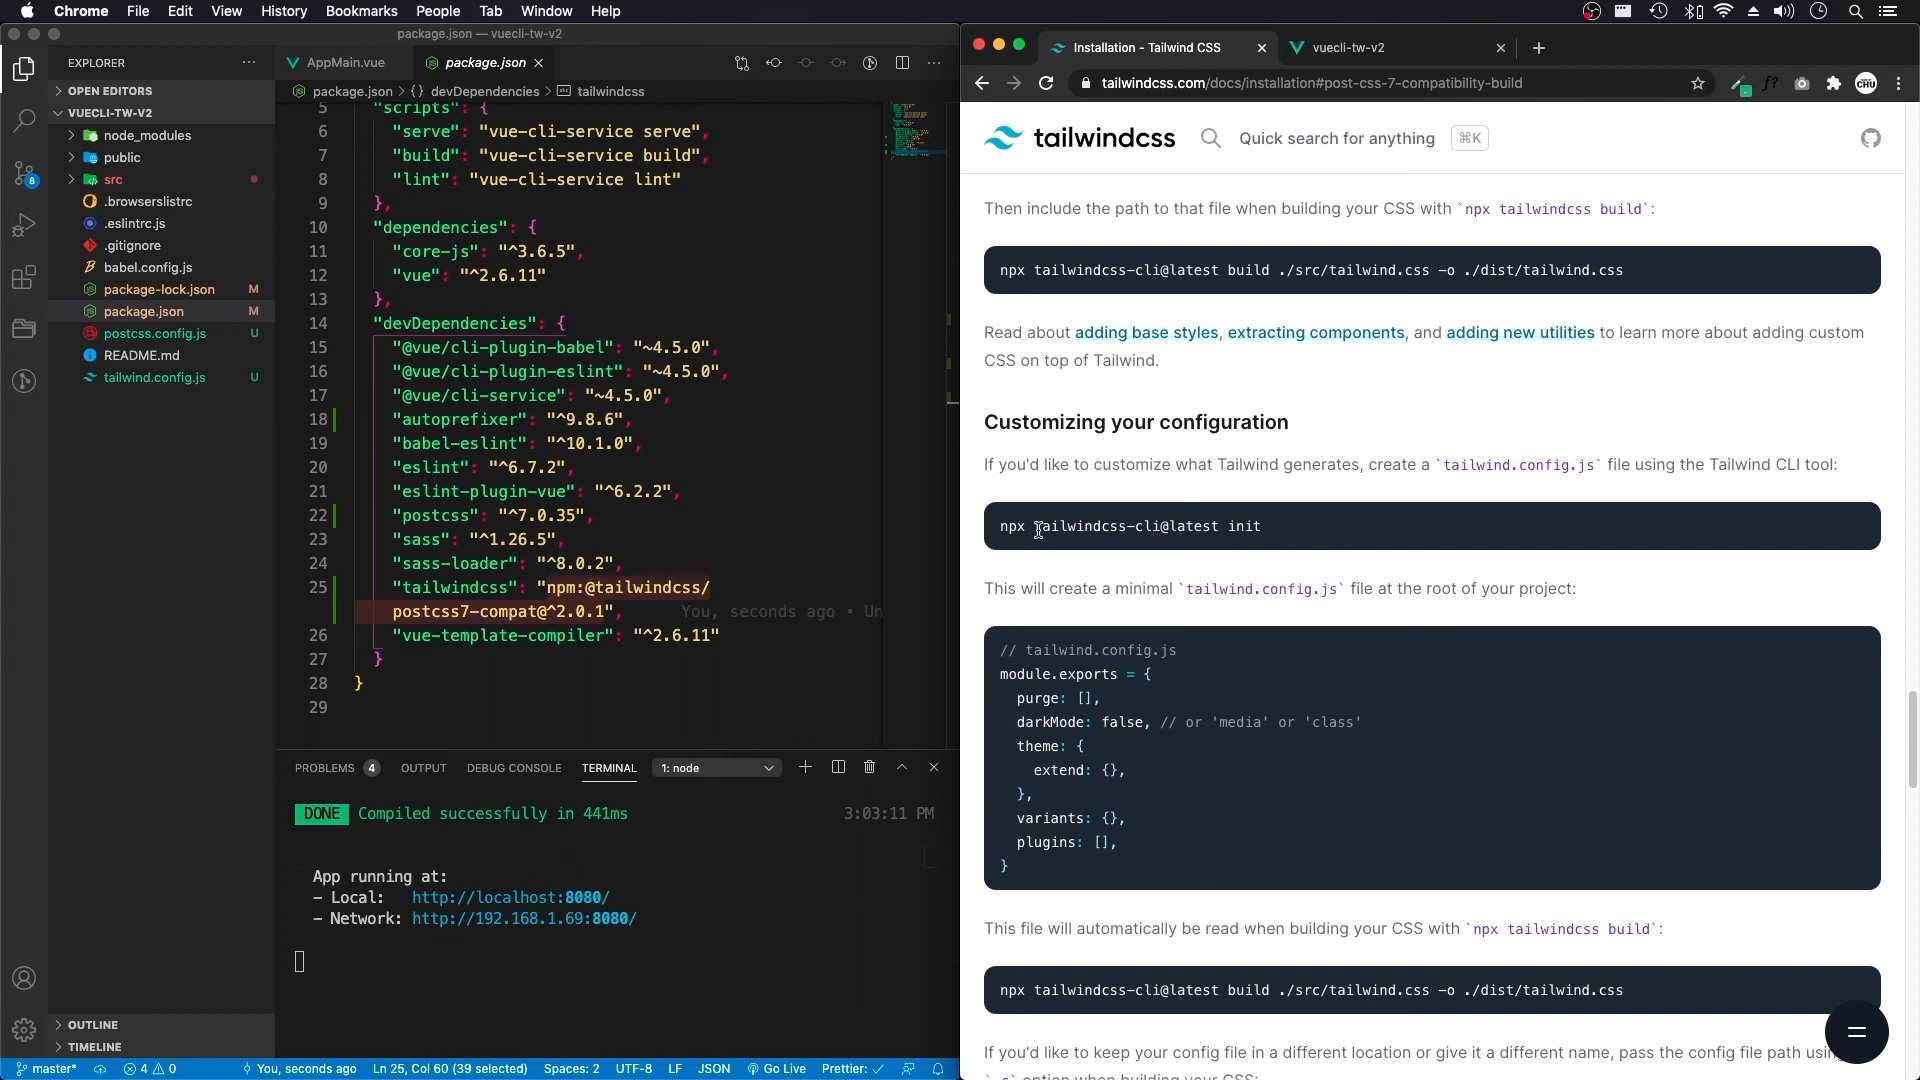 Chrome File Edit View History Bookmarks People Tab Window Help
package.json — vuecli-tw-v2
EXPLORER
OPEN EDITORS
VUECLI-TW-V2
node_modules
public
src
.browserslistrc
.eslintrc.js
.gitignore
babel.config.js
package-lock.json M
package.json M
postcss.config.js U
README.md
tailwind.config.js U
OUTLINE
TIMELINE
8
AppMain.vue package.json
package.json > {} devDependencies > tailwindcss
5 "scripts": {
6 "serve": "vue-cli-service serve",
7 "build": "vue-cli-service build",
8 "lint": "vue-cli-service lint"
9 },
10 "dependencies": {
11 "core-js": "^3.6.5",
12 "vue": "^2.6.11"
13 },
14 "devDependencies": {
15 "@vue/cli-plugin-babel": "~4.5.0",
16 "@vue/cli-plugin-eslint": "~4.5.0",
17 "@vue/cli-service": "~4.5.0",
18 "autoprefixer": "^9.8.6",
19 "babel-eslint": "^10.1.0",
20 "eslint": "^6.7.2",
21 "eslint-plugin-vue": "^6.2.2",
22 "postcss": "^7.0.35",
23 "sass": "^1.26.5",
24 "sass-loader": "^8.0.2",
25 "tailwindcss": "npm:@tailwindcss/
postcss7-compat@^2.0.1", You, seconds ago • Un
26 "vue-template-compiler": "^2.6.11"
27 }
28 }
29
PROBLEMS 4 OUTPUT DEBUG CONSOLE TERMINAL 1: node
DONE Compiled successfully in 441ms 3:03:11 PM
App running at:
- Local: http://localhost:8080/
- Network: http://192.168.1.69:8080/
master* 4 0 You, seconds ago Ln 25, Col 60 (39 selected) Spaces: 2 UTF-8 LF JSON Go Live Prettier: ✓
Installation - Tailwind CSS vuecli-tw-v2
tailwindcss.com/docs/installation#post-css-7-compatibility-build
f? CHU
tailwindcss Quick search for anything ⌘K
Then include the path to that file when building your CSS with `npx tailwindcss build`:
npx tailwindcss-cli@latest build ./src/tailwind.css -o ./dist/tailwind.css
Read about adding base styles, extracting components, and adding new utilities to learn more about adding custom
CSS on top of Tailwind.
Customizing your configuration
If you'd like to customize what Tailwind generates, create a `tailwind.config.js` file using the Tailwind CLI tool:
npx tailwindcss-cli@latest init
This will create a minimal `tailwind.config.js` file at the root of your project:
// tailwind.config.js
module.exports = {
purge: [],
darkMode: false, // or 'media' or 'class'
theme: {
extend: {},
},
variants: {},
plugins: [],
}
This file will automatically be read when building your CSS with `npx tailwindcss build`:
npx tailwindcss-cli@latest build ./src/tailwind.css -o ./dist/tailwind.css
If you'd like to keep your config file in a different location or give it a different name, pass the config file path using
option when building your CSS: